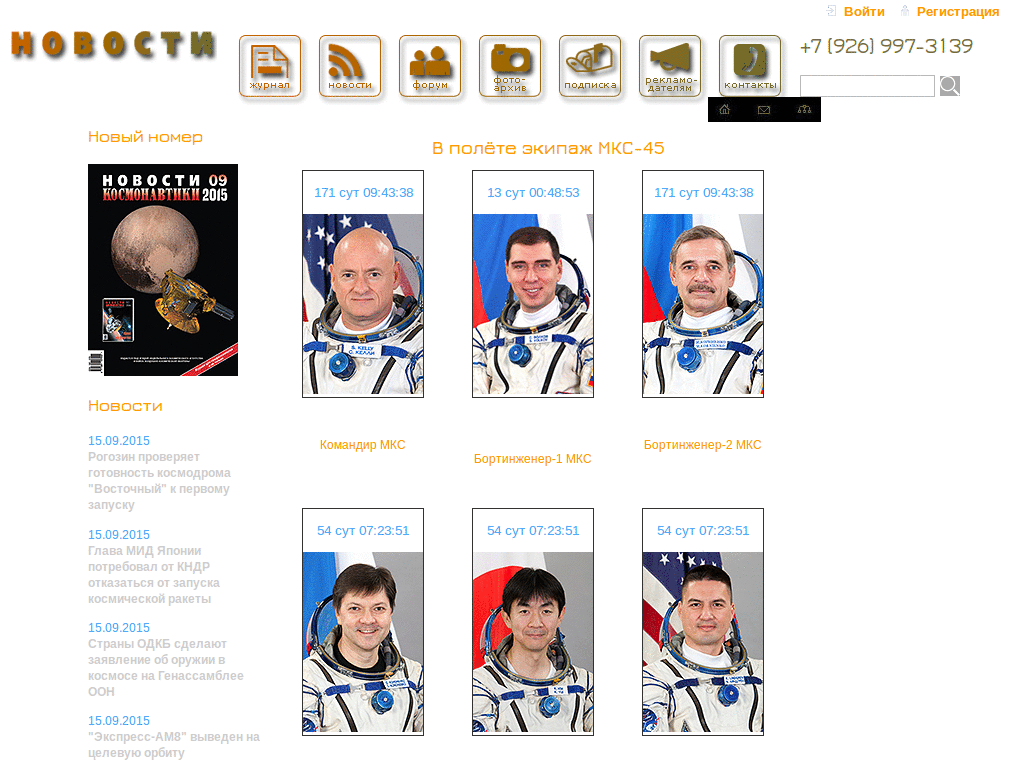 Войти
Регистрация
НОВОСТИ
журнал
новости
форум
фото-
архив
подписка
рекламо-
дателям
контакты
+7 (926) 997-3139
Новый номер
НОВОСТИ 09
КОСМОНАВТИКИ 2015
Новости
15.09.2015
Рогозин проверяет
готовность космодрома
"Восточный" к первому
запуску
15.09.2015
Глава МИД Японии
потребовал от КНДР
отказаться от запуска
космической ракеты
15.09.2015
Страны ОДКБ сделают
заявление об оружии в
космосе на Генассамблее
ООН
15.09.2015
"Экспресс-АМ8" выведен на
целевую орбиту
В полёте экипаж МКС-45
171 сут 09:43:38
13 сут 00:48:53
171 сут 09:43:38
S. KELLY
С. КЕЛЛИ
Командир МКС
Бортинженер-1 МКС
Бортинженер-2 МКС
54 сут 07:23:51
54 сут 07:23:51
54 сут 07:23:51